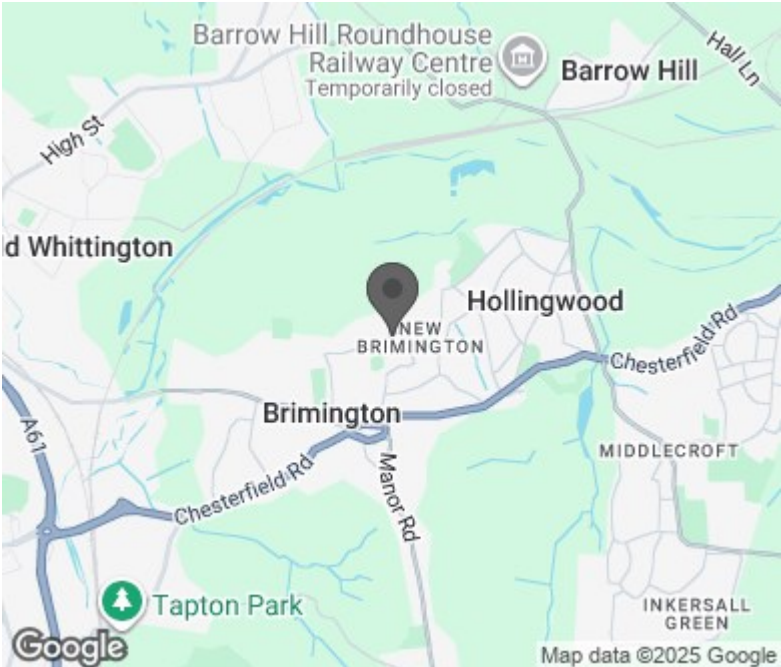 Barrow Hill Roundhouse
Railway Centre
Temporarily closed
Barrow Hill
Hall Ln
High St
d Whittington
Hollingwood
NEW
BRIMINGTON
Chesterfield Rd
Brimington
A61
MIDDLECROFT
Chesterfield Rd
Manor Rd
Tapton Park
INKERSALL
GREEN
Google
Map data ©2025 Google